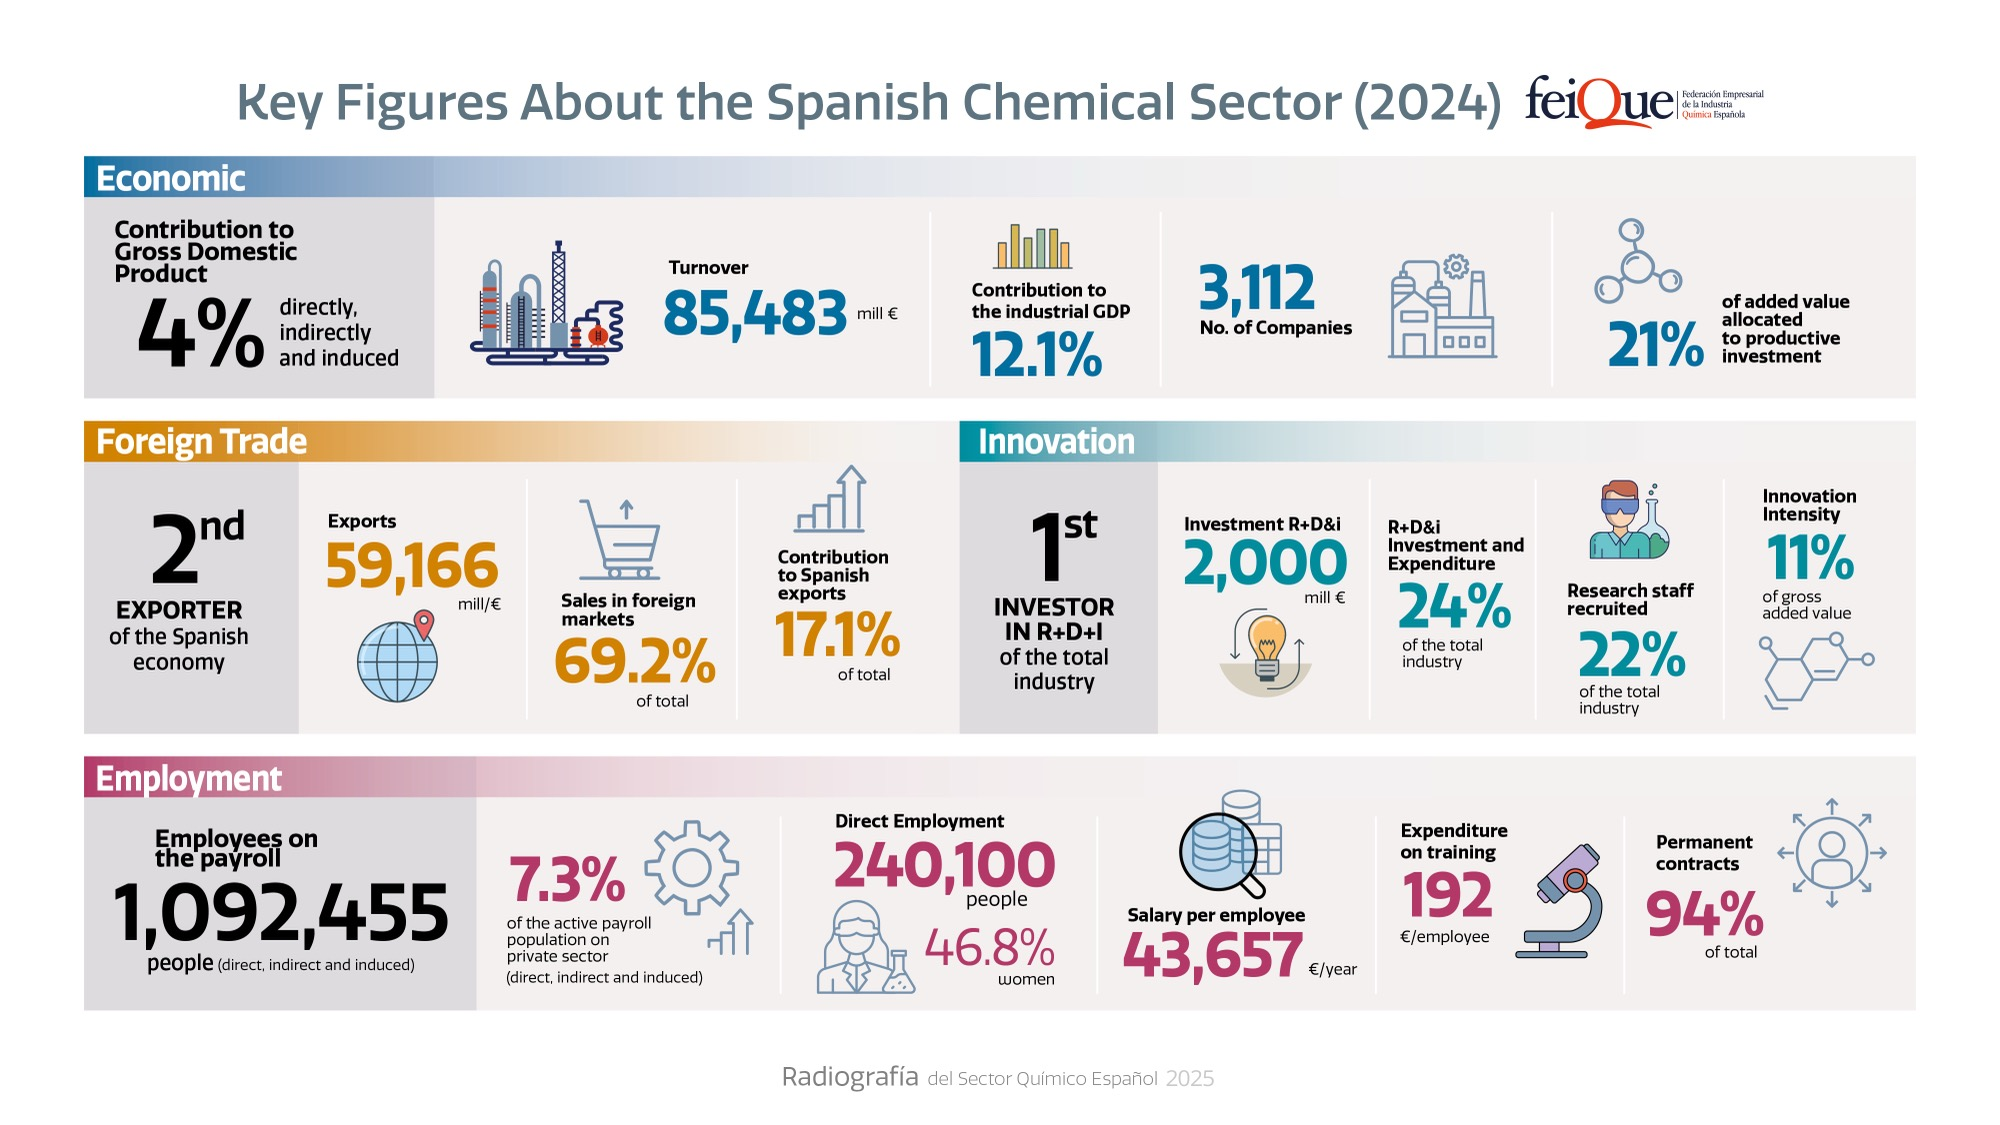 Key Figures About the Spanish Chemical Sector (2024)
feiQue
Federación Empresarial
de la Industria
Química Española
Economic
Contribution to
Gross Domestic
Product
4%
directly,
indirectly
and induced
Turnover
85,483 mill €
Contribution to
the industrial GDP
12.1%
3,112
No. of Companies
21%
of added value
allocated
to productive
investment
Foreign Trade
2nd
EXPORTER
of the Spanish
economy
Exports
59,166
mill/€
Sales in foreign
markets
69.2%
of total
Contribution
to Spanish
exports
17.1%
of total
Innovation
1st
INVESTOR
IN R+D+I
of the total
industry
Investment R+D&i
2,000
mill €
R+D&i
Investment and
Expenditure
24%
of the total
industry
Research staff
recruited
22%
of the total
industry
Innovation
Intensity
11%
of gross
added value
Employment
Employees on
the payroll
1,092,455
people (direct, indirect and induced)
7.3%
of the active payroll
population on
private sector
(direct, indirect and induced)
Direct Employment
240,100
people
46.8%
women
Salary per employee
43,657 €/year
Expenditure
on training
192
€/employee
Permanent
contracts
94%
of total
Radiografía del Sector Químico Español 2025